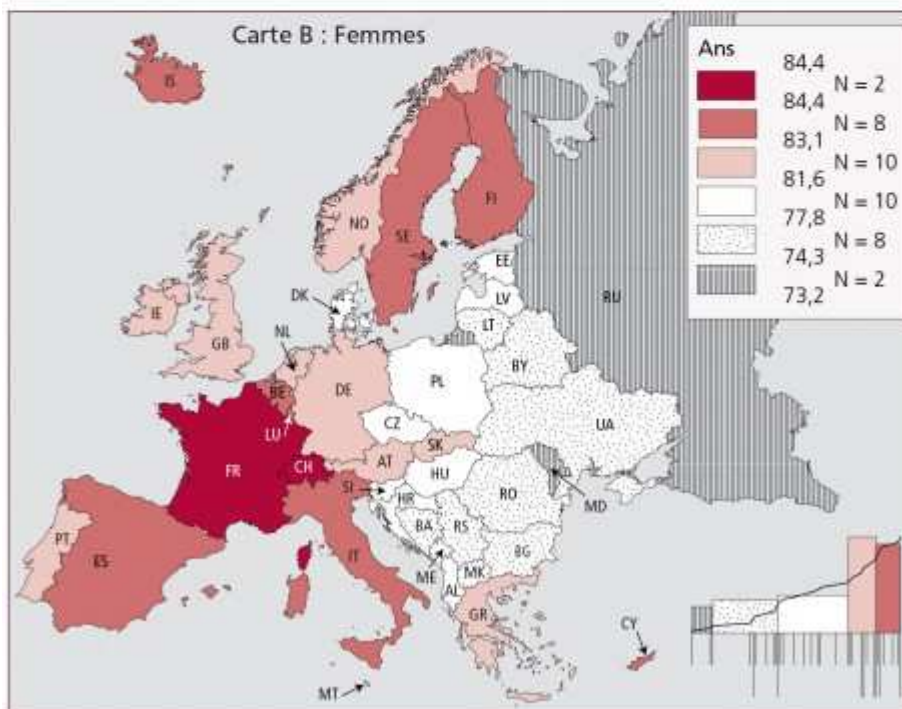 Carte B : Femmes
Ans
84,4
N = 2
84,4
N = 8
83,1
N = 10
81,6
N = 10
77,8
N = 8
74,3
N = 2
73,2
IS
NO
SE
FI
EE
LV
LT
RU
DK
IE
GB
NL
BE
LU
DE
PL
BY
UA
CZ
SK
FR
CH
AT
HU
SI
HR
RO
MD
BA
RS
BG
ME
MK
AL
PT
ES
IT
GR
CY
MT